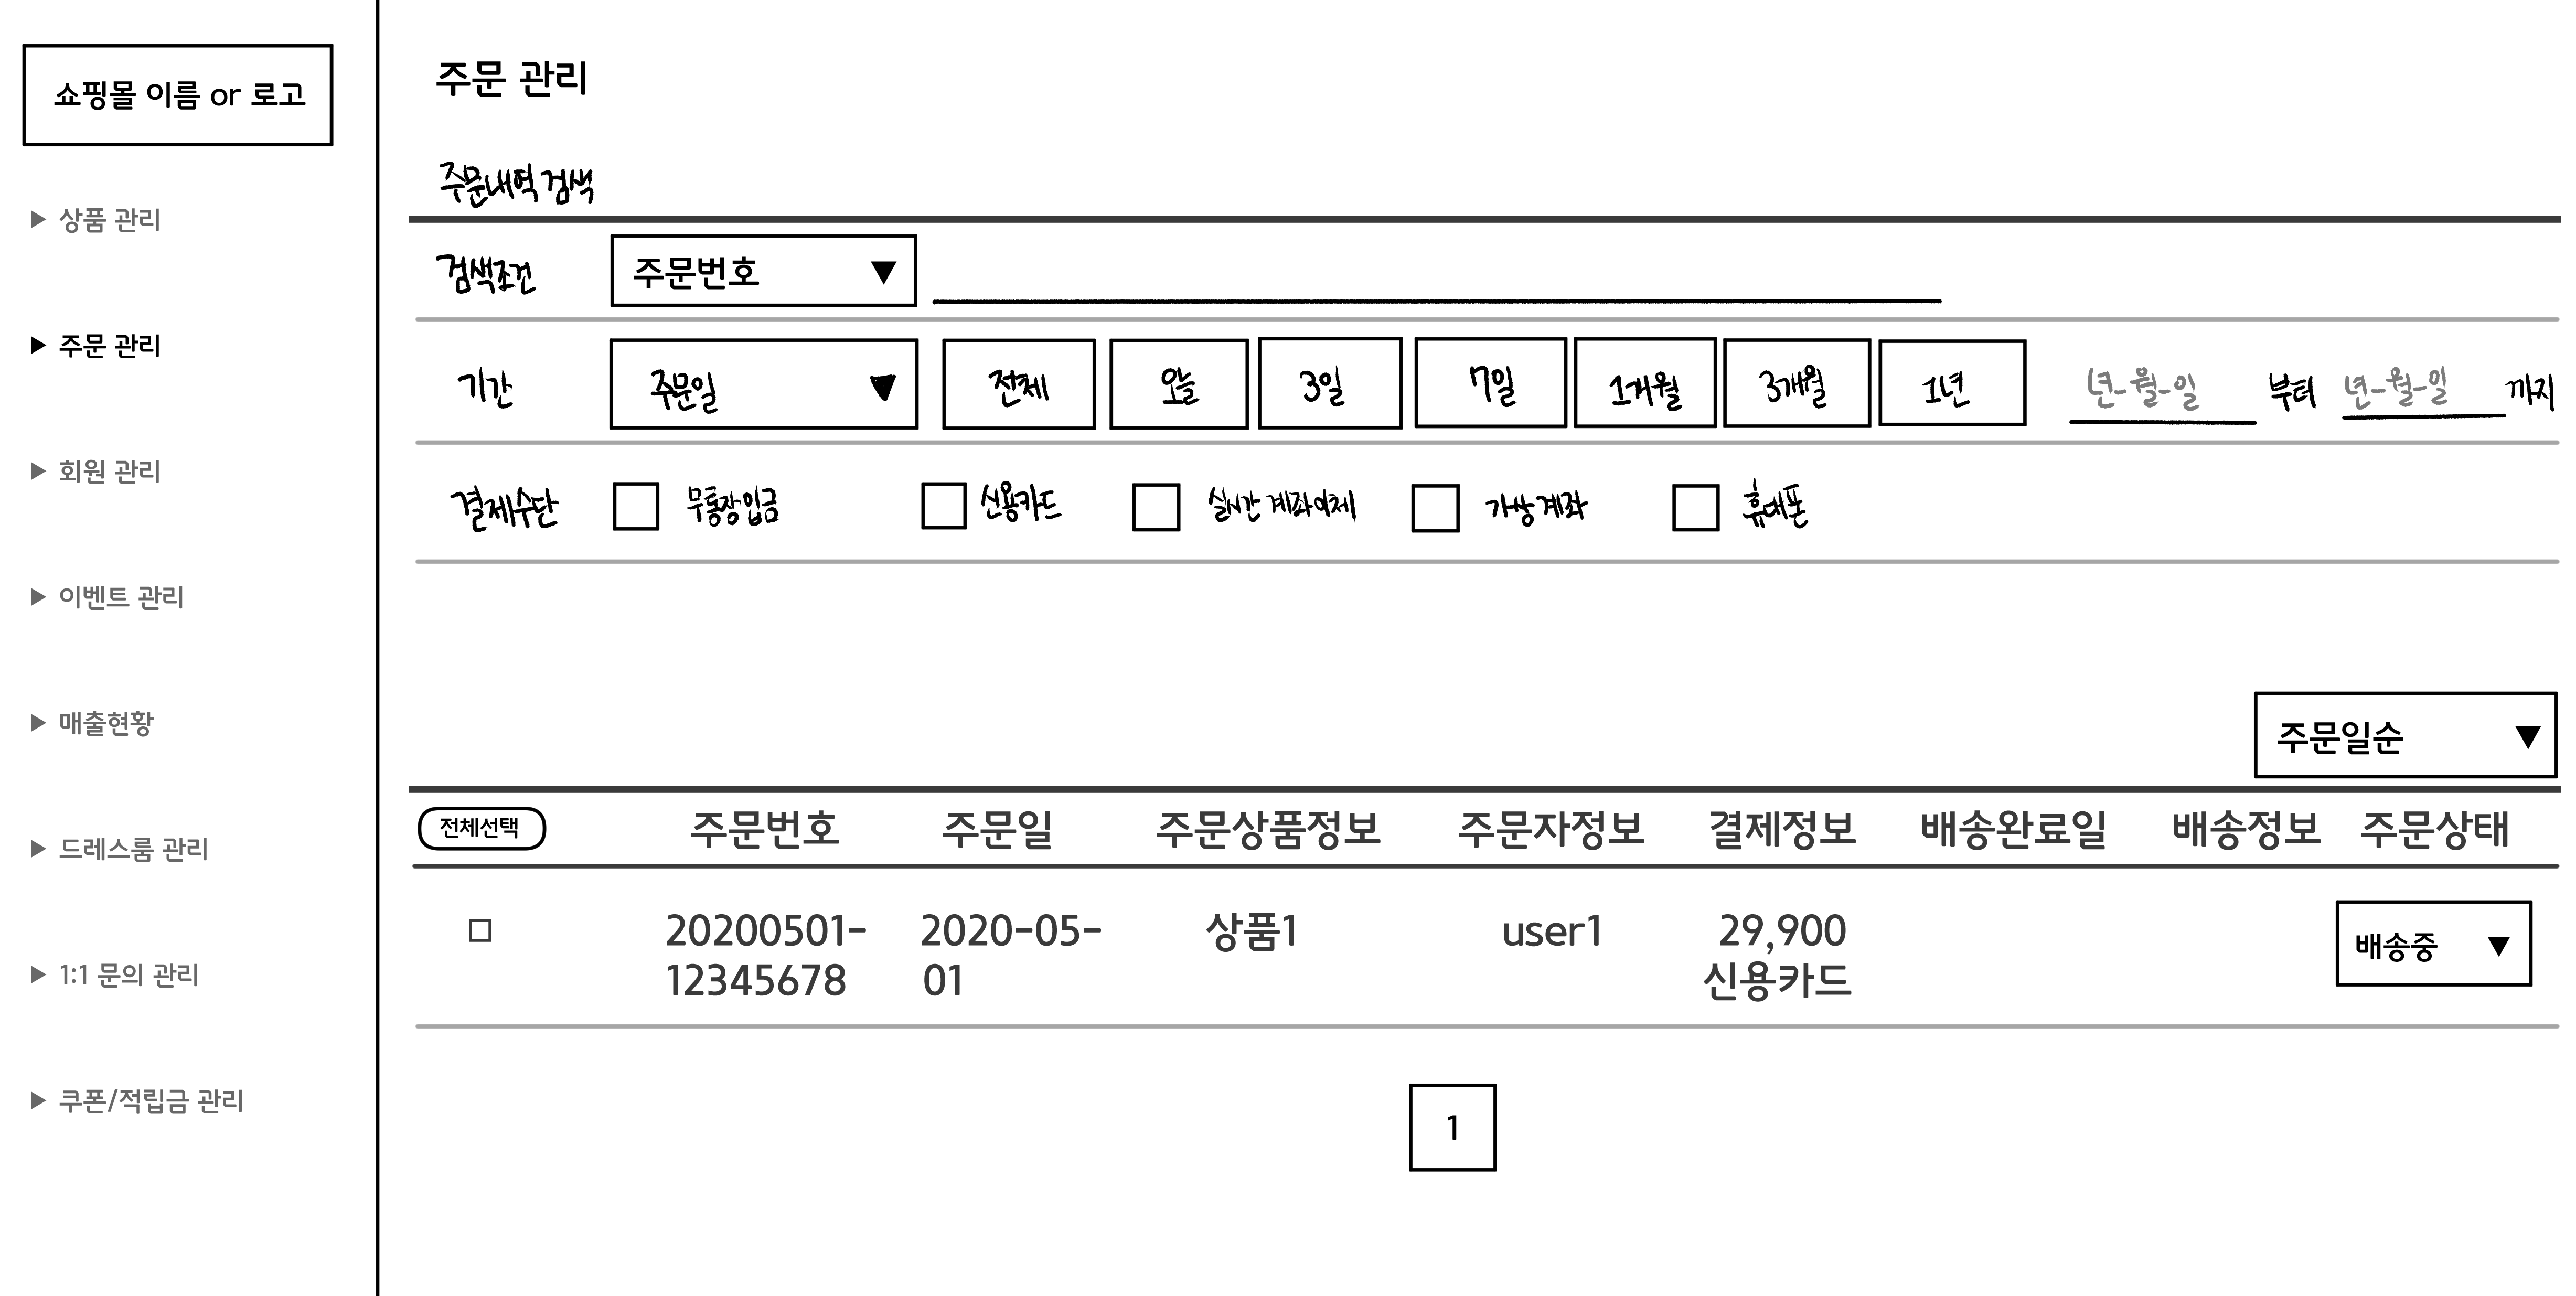 쇼핑몰 이름 or 로고
▶ 상품 관리
▶ 주문 관리
▶ 회원 관리
▶ 이벤트 관리
▶ 매출현황
▶ 드레스룸 관리
▶ 1:1 문의 관리
▶ 쿠폰/적립금 관리
주문 관리
주문내역 검색
검색조건 주문번호 ▼
기간 주문일 ▼ 전체 오늘 3일 7일 1개월 3개월 1년 년-월-일 부터 년-월-일 까지
결제수단 무통장입금 신용카드 실시간 계좌이체 가상계좌 휴대폰
주문일순 ▼
전체선택 주문번호 주문일 주문상품정보 주문자정보 결제정보 배송완료일 배송정보 주문상태
20200501- 2020-05- 상품1 user1 29,900 배송중 ▼
12345678 01 신용카드
1